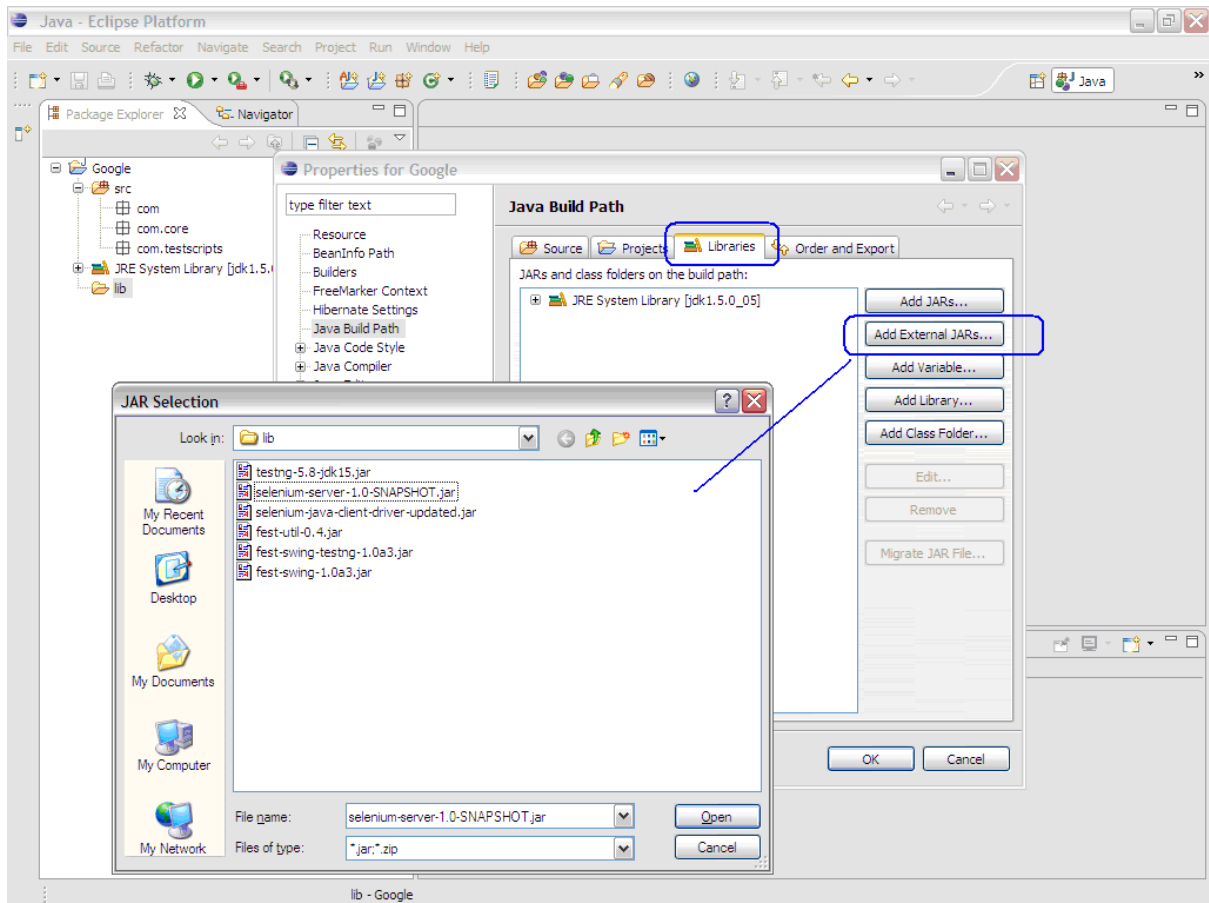 Java - Eclipse Platform
File Edit Source Refactor Navigate Search Project Run Window Help
Java
»
Package Explorer
Navigator
Google
src
com
com.core
com.testscripts
JRE System Library [jdk1.5.
lib
Properties for Google
type filter text
Resource
BeanInfo Path
Builders
FreeMarker Context
Hibernate Settings
Java Build Path
Java Code Style
Java Compiler
Java Build Path
Source
Projects
Libraries
Order and Export
JARs and class folders on the build path:
JRE System Library [jdk1.5.0_05]
Add JARs...
Add External JARs...
Add Variable...
Add Library...
Add Class Folder...
Edit...
Remove
Migrate JAR File...
OK
Cancel
JAR Selection
Look in:
lib
My Recent
Documents
Desktop
My Documents
My Computer
My Network
testng-5.8-jdk15.jar
selenium-server-1.0-SNAPSHOT.jar
selenium-java-client-driver-updated.jar
fest-util-0.4.jar
fest-swing-testng-1.0a3.jar
fest-swing-1.0a3.jar
File name:
selenium-server-1.0-SNAPSHOT.jar
Open
Files of type:
*.jar;*.zip
Cancel
lib - Google